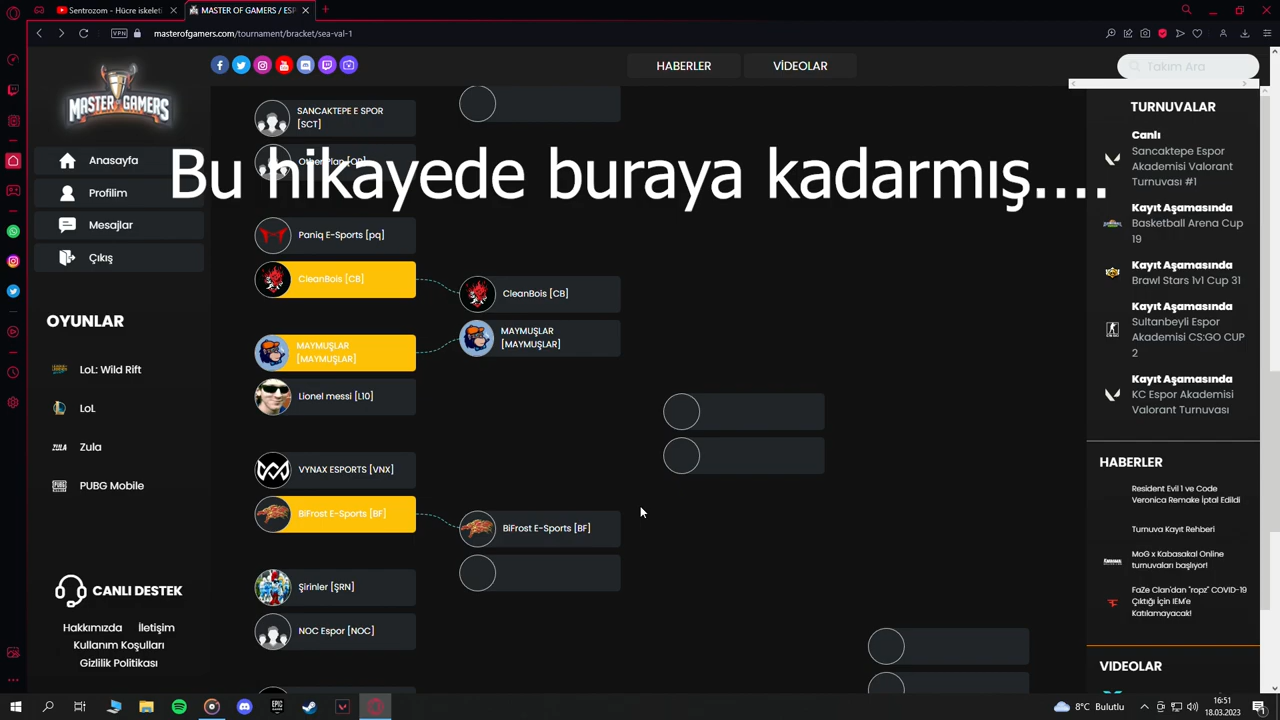 Sentrozom - Hücre iskeleti
MASTER OF GAMERS / ESP
VPN
masterofgamers.com/tournament/bracket/sea-val-1
MASTER GAMERS
HABERLER
VİDEOLAR
Takım Ara
Anasayfa
Profilim
Mesajlar
Çıkış
OYUNLAR
LoL: Wild Rift
LoL
ZULA
Zula
PUBG Mobile
CANLI DESTEK
Hakkımızda
İletişim
Kullanım Koşulları
Gizlilik Politikası
Bu hikayede buraya kadarmış....
SANCAKTEPE E SPOR
[SCT]
Paniq E-Sports [pq]
CleanBois [CB]
MAYMUŞLAR
[MAYMUŞLAR]
Lionel messi [L10]
VYNAX ESPORTS [VNX]
BiFrost E-Sports [BF]
Şirinler [ŞRN]
NOC Espor [NOC]
CleanBois [CB]
MAYMUŞLAR
[MAYMUŞLAR]
BiFrost E-Sports [BF]
TURNUVALAR
Canlı
Sancaktepe Espor
Akademisi Valorant
Turnuvası #1
Kayıt Aşamasında
Basketball Arena Cup
19
Kayıt Aşamasında
Brawl Stars 1v1 Cup 31
Kayıt Aşamasında
Sultanbeyli Espor
Akademisi CS:GO CUP
2
Kayıt Aşamasında
KC Espor Akademisi
Valorant Turnuvası
HABERLER
Resident Evil 1 ve Code
Veronica Remake İptal Edildi
Turnuva Kayıt Rehberi
MoG x Kabasakal Online
turnuvaları başlıyor!
FaZe Clan'dan "ropz" COVID-19
Çıktığı İçin IEM'e
Katılamayacak!
VIDEOLAR
EPIC
8°C Bulutlu
16:51
18.03.2023